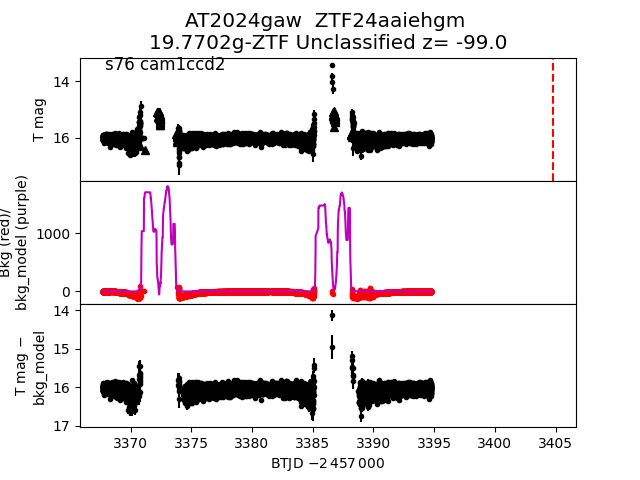 AT2024gaw  ZTF24aaiehgm
19.7702g-ZTF Unclassified z= -99.0
s76 cam1ccd2
14
16
T mag
1000
0
Bkg (red)/
bkg_model (purple)
14
15
16
17
T mag −
bkg_model
3370 3375 3380 3385 3390 3395 3400 3405
BTJD −2 457 000